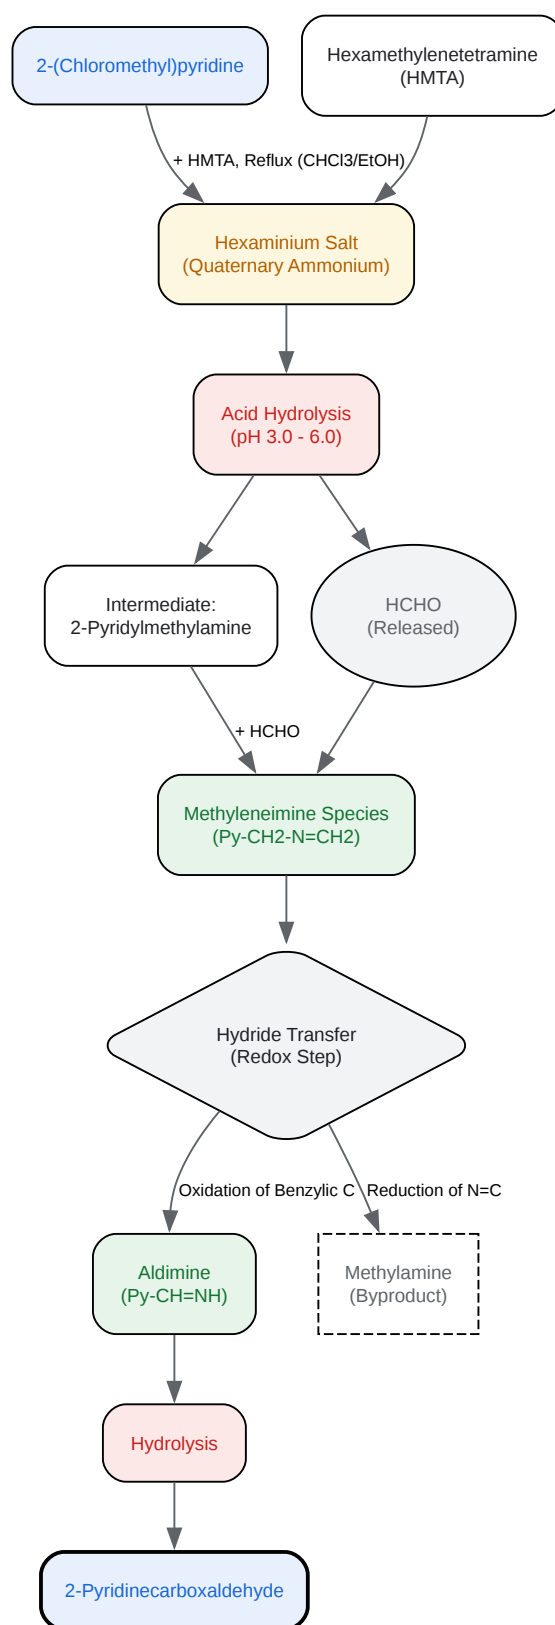 2-(Chloromethyl)pyridine
Hexamethylenetetramine
(HMTA)
+ HMTA, Reflux (CHCl3/EtOH)
Hexaminium Salt
(Quaternary Ammonium)
Acid Hydrolysis
(pH 3.0 - 6.0)
Intermediate:
2-Pyridylmethylamine
HCHO
(Released)
+ HCHO
Methyleneimine Species
(Py-CH2-N=CH2)
Hydride Transfer
(Redox Step)
Oxidation of Benzylic C
Reduction of N=C
Aldimine
(Py-CH=NH)
Methylamine
(Byproduct)
Hydrolysis
2-Pyridinecarboxaldehyde